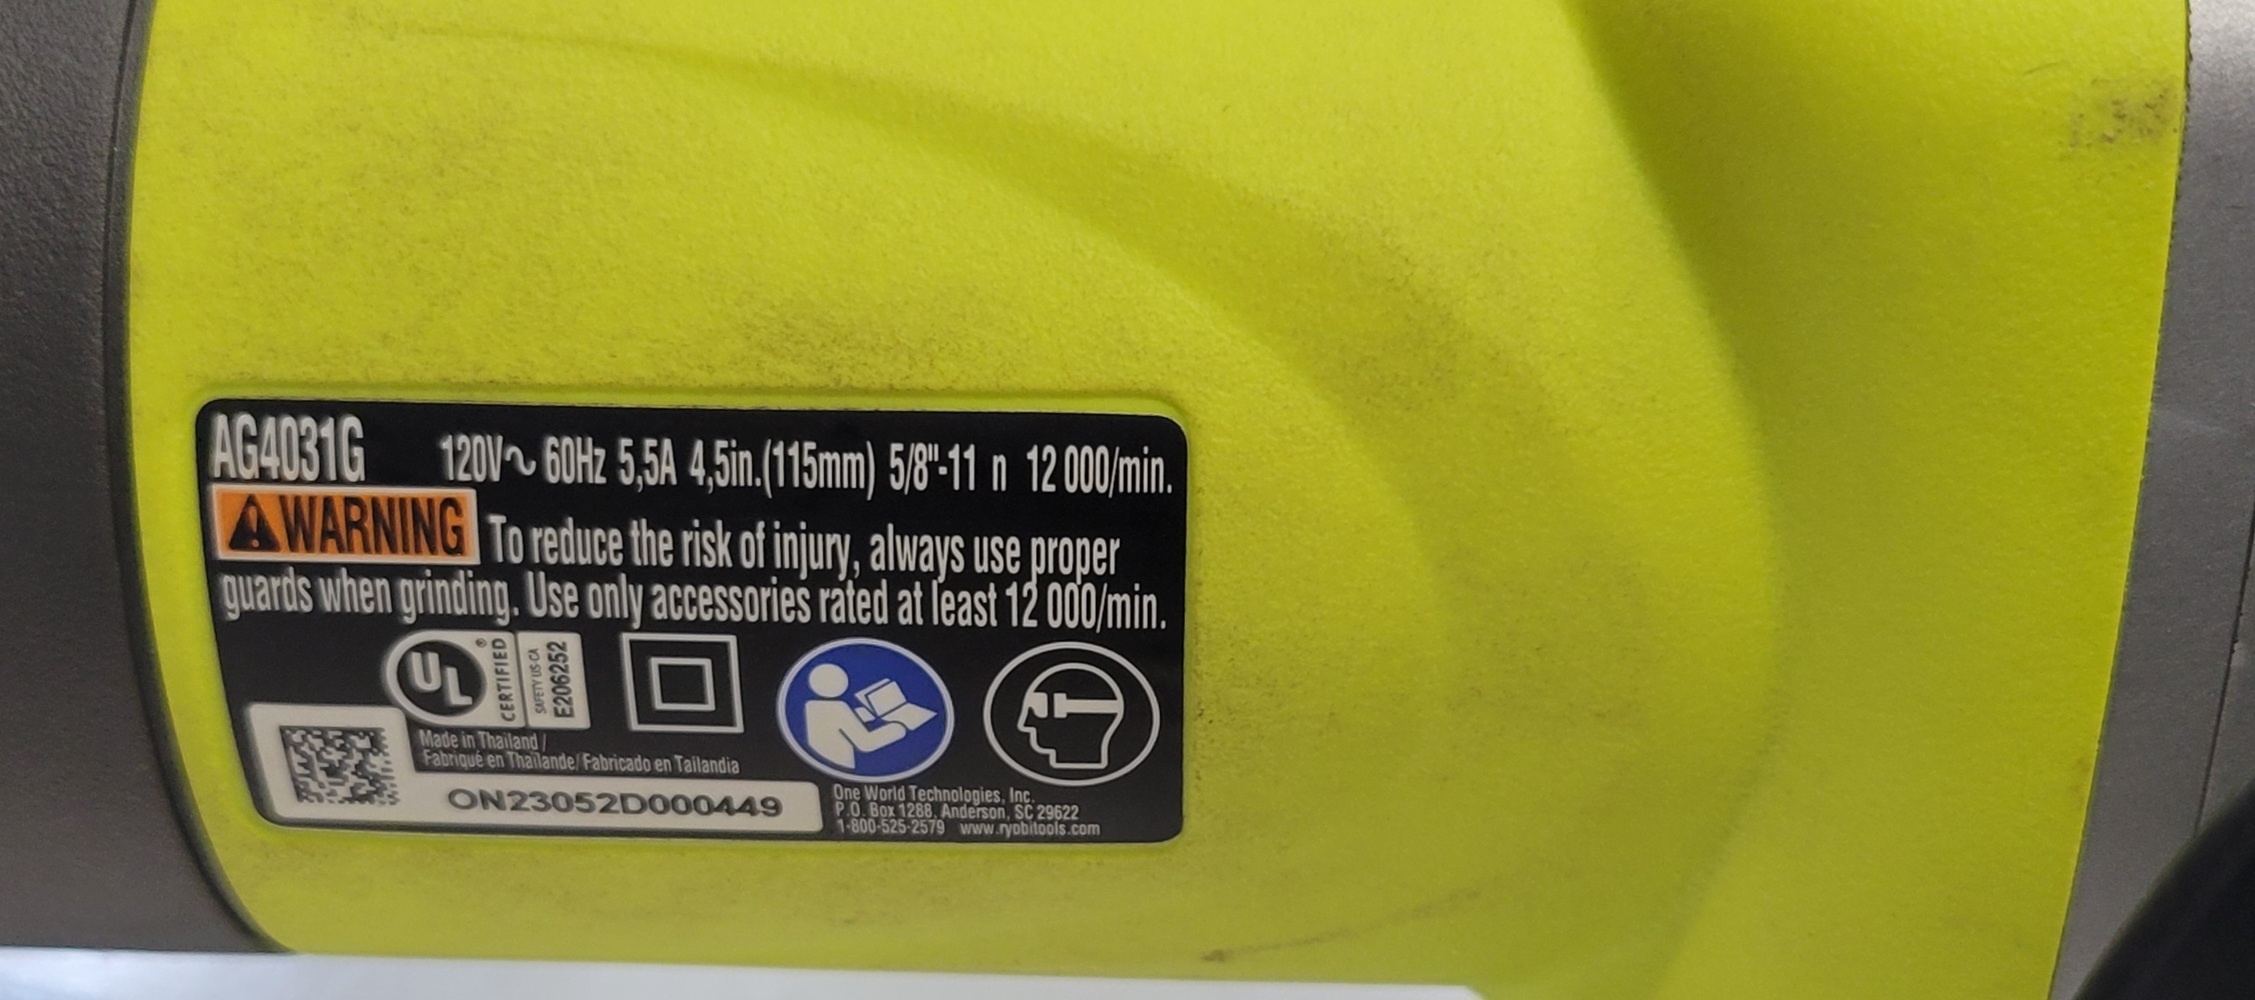 AG4031G 120V~ 60Hz 5,5A 4,5in.(115mm) 5/8"-11 n 12 000/min.
⚠WARNING To reduce the risk of injury, always use proper
guards when grinding. Use only accessories rated at least 12 000/min.
UL® CERTIFIED
SAFETY US-CA
E206252
Made in Thailand /
Fabriqué en Thaïlande/ Fabricado en Tailandia
ON23052D000449
One World Technologies, Inc.
P.O. Box 1288, Anderson, SC 29622
1-800-525-2579 www.ryobitools.com